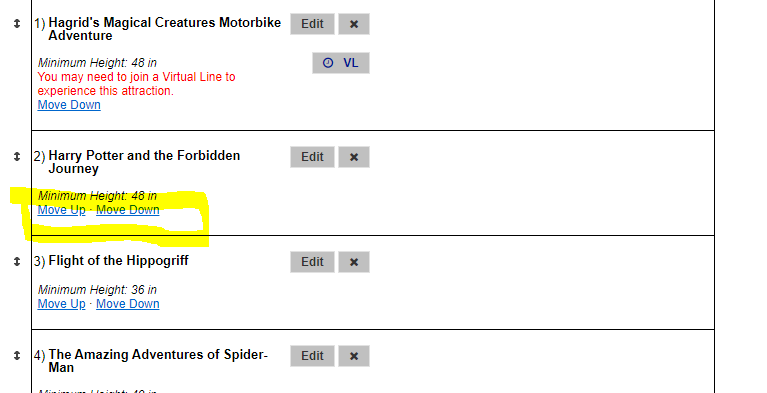 1) Hagrid's Magical Creatures Motorbike Edit ×
Adventure
Minimum Height: 48 in VL
You may need to join a Virtual Line to
experience this attraction.
Move Down
2) Harry Potter and the Forbidden Edit ×
Journey
Minimum Height: 48 in
Move Up · Move Down
3) Flight of the Hippogriff Edit ×
Minimum Height: 36 in
Move Up · Move Down
4) The Amazing Adventures of Spider- Edit ×
Man